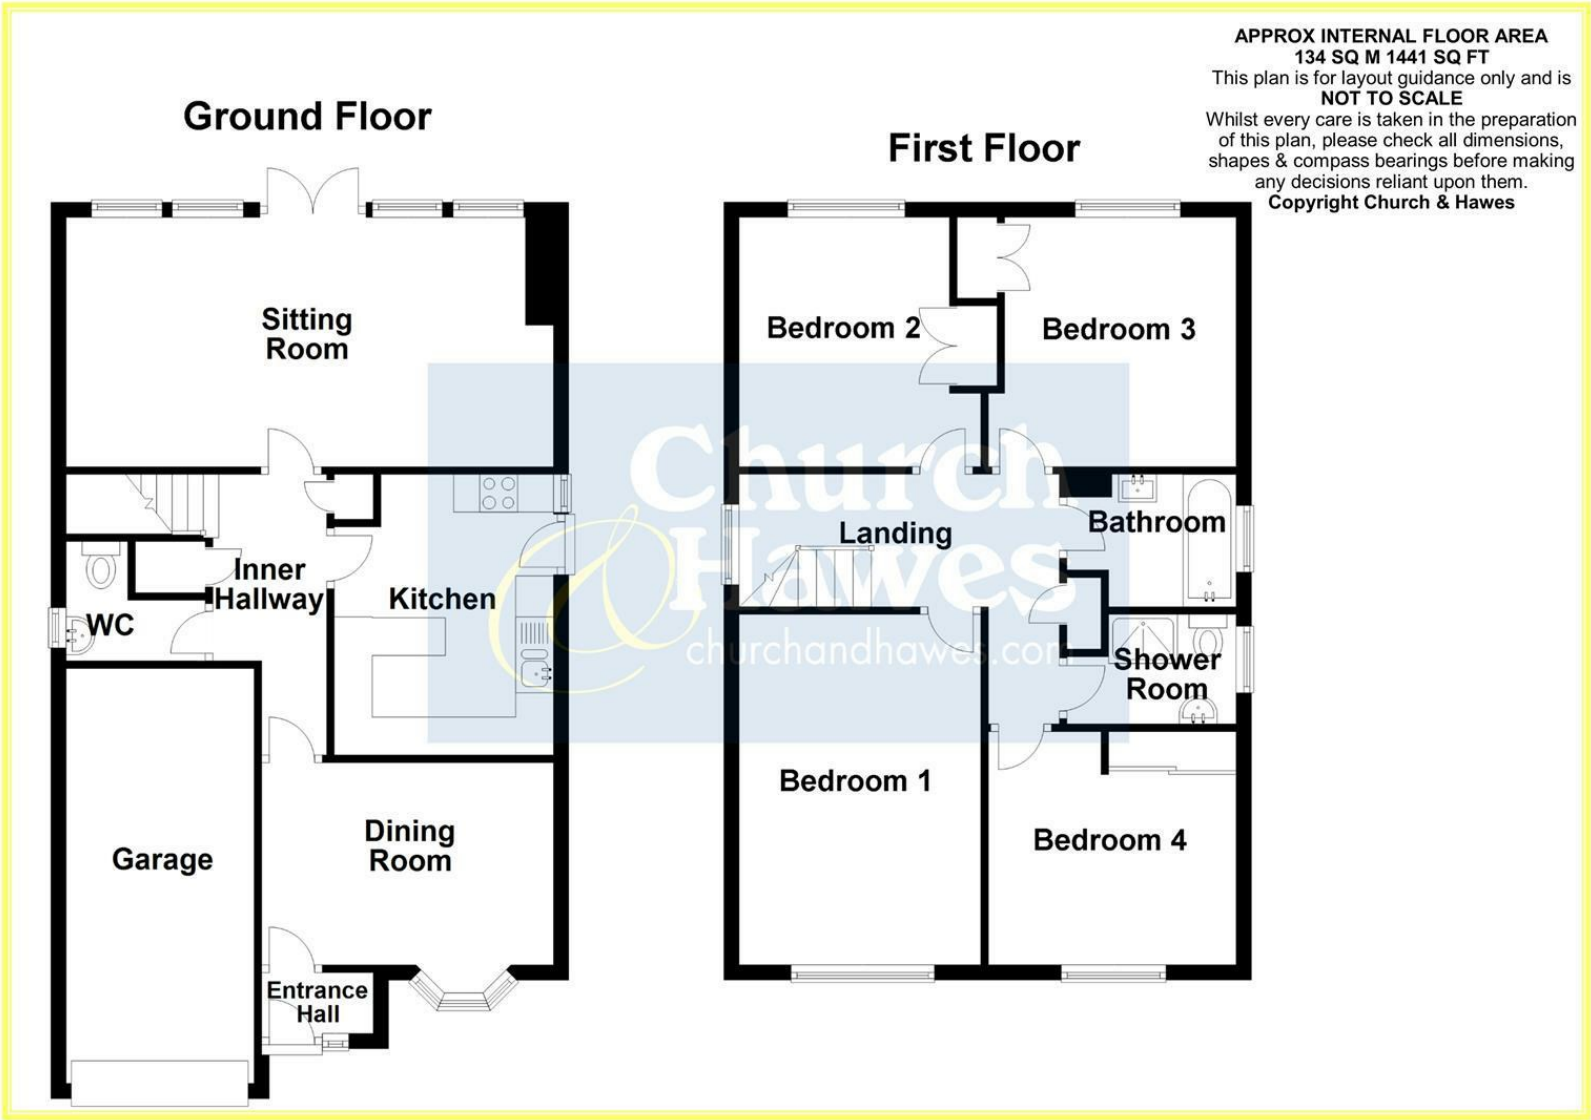 APPROX INTERNAL FLOOR AREA
134 SQ M 1441 SQ FT
This plan is for layout guidance only and is
NOT TO SCALE
Whilst every care is taken in the preparation
of this plan, please check all dimensions,
shapes & compass bearings before making
any decisions reliant upon them.
Copyright Church & Hawes
Ground Floor
Sitting
Room
Inner
Hallway
Kitchen
WC
Garage
Dining
Room
Entrance
Hall
First Floor
Bedroom 2
Bedroom 3
Landing
Bathroom
Shower
Room
Bedroom 1
Bedroom 4
Church
& Hawes
churchandhawes.com